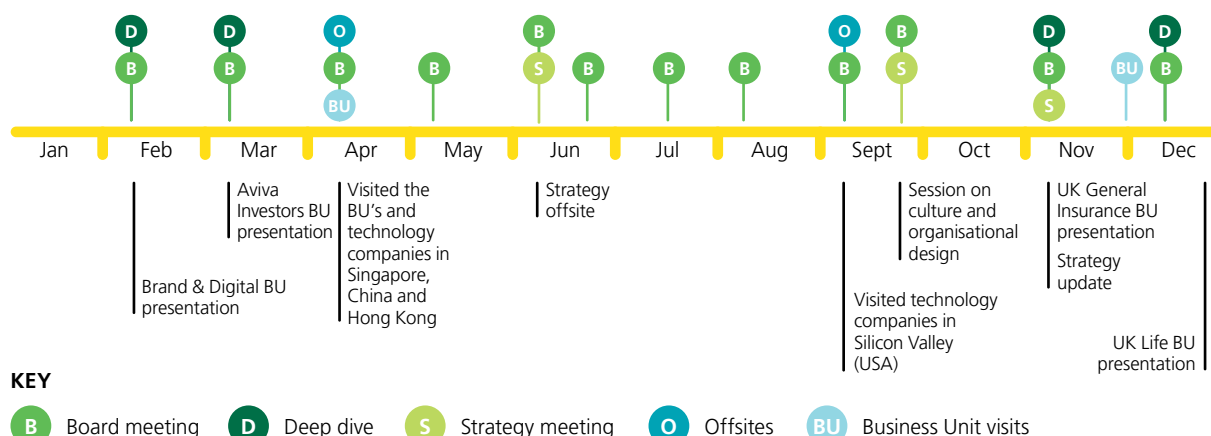 D D O B O B D D
B B B B S B B B B S B BU B
BU S
Jan Feb Mar Apr May Jun Jul Aug Sept Oct Nov Dec
Brand & Digital BU
presentation
Aviva
Investors BU
presentation
Visited the
BU's and
technology
companies in
Singapore,
China and
Hong Kong
Strategy
offsite
Visited technology
companies in
Silicon Valley
(USA)
Session on
culture and
organisational
design
UK General
Insurance BU
presentation
Strategy
update
UK Life BU
presentation
KEY
B Board meeting D Deep dive S Strategy meeting O Offsites BU Business Unit visits